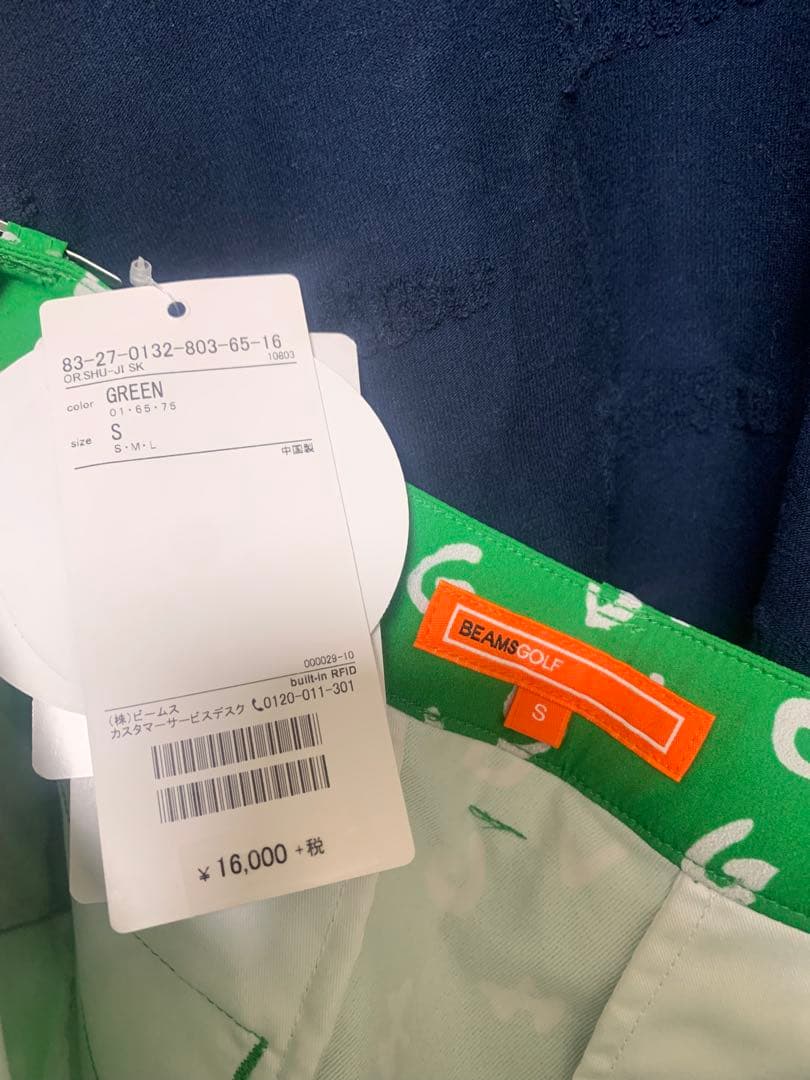 83-27-0132-803-65-16
OR.SHU-JI SK 10803
color GREEN
01・65・75
size S
S・M・L
中国製
000029-10
built-in RFID
(株)ビームス
カスタマーサービスデスク 0120-011-301
¥16,000 +税
BEAMSGOLF
S